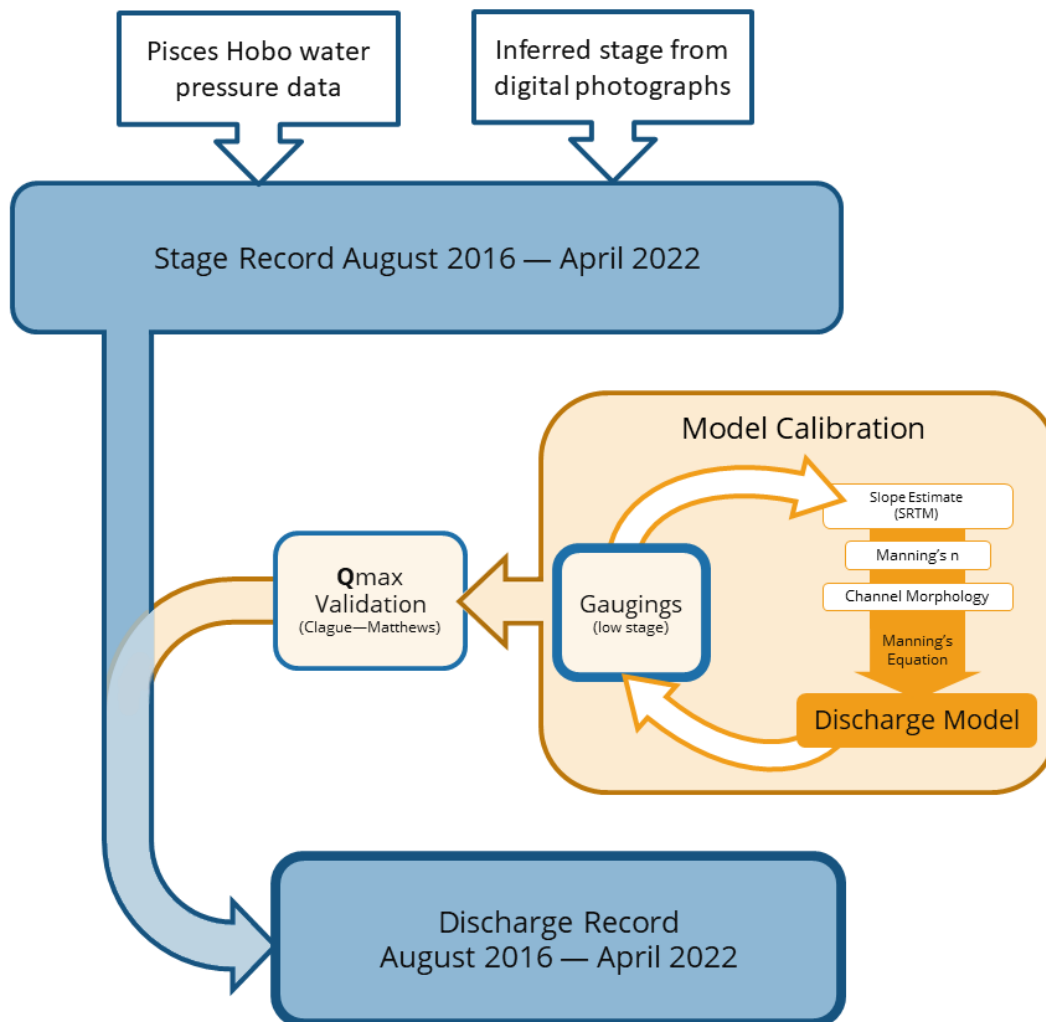 Pisces Hobo water
pressure data
Inferred stage from
digital photographs
Stage Record August 2016 — April 2022
Model Calibration
Slope Estimate
(SRTM)
Manning's n
Channel Morphology
Manning's
Equation
Discharge Model
Gaugings
(low stage)
Qmax
Validation
(Clague—Matthews)
Discharge Record
August 2016 — April 2022